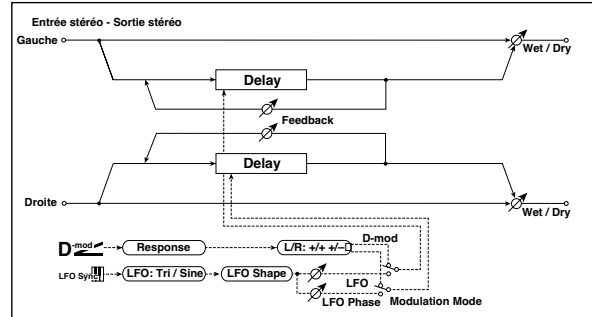 Entrée stéréo - Sortie stéréo
Gauche
Wet / Dry
Delay
Feedback
Delay
Droite
Wet / Dry
D-mod
Response
L/R: +/+ +/–
D-mod
LFO Sync
LFO: Tri / Sine
LFO Shape
LFO
LFO Phase
Modulation Mode